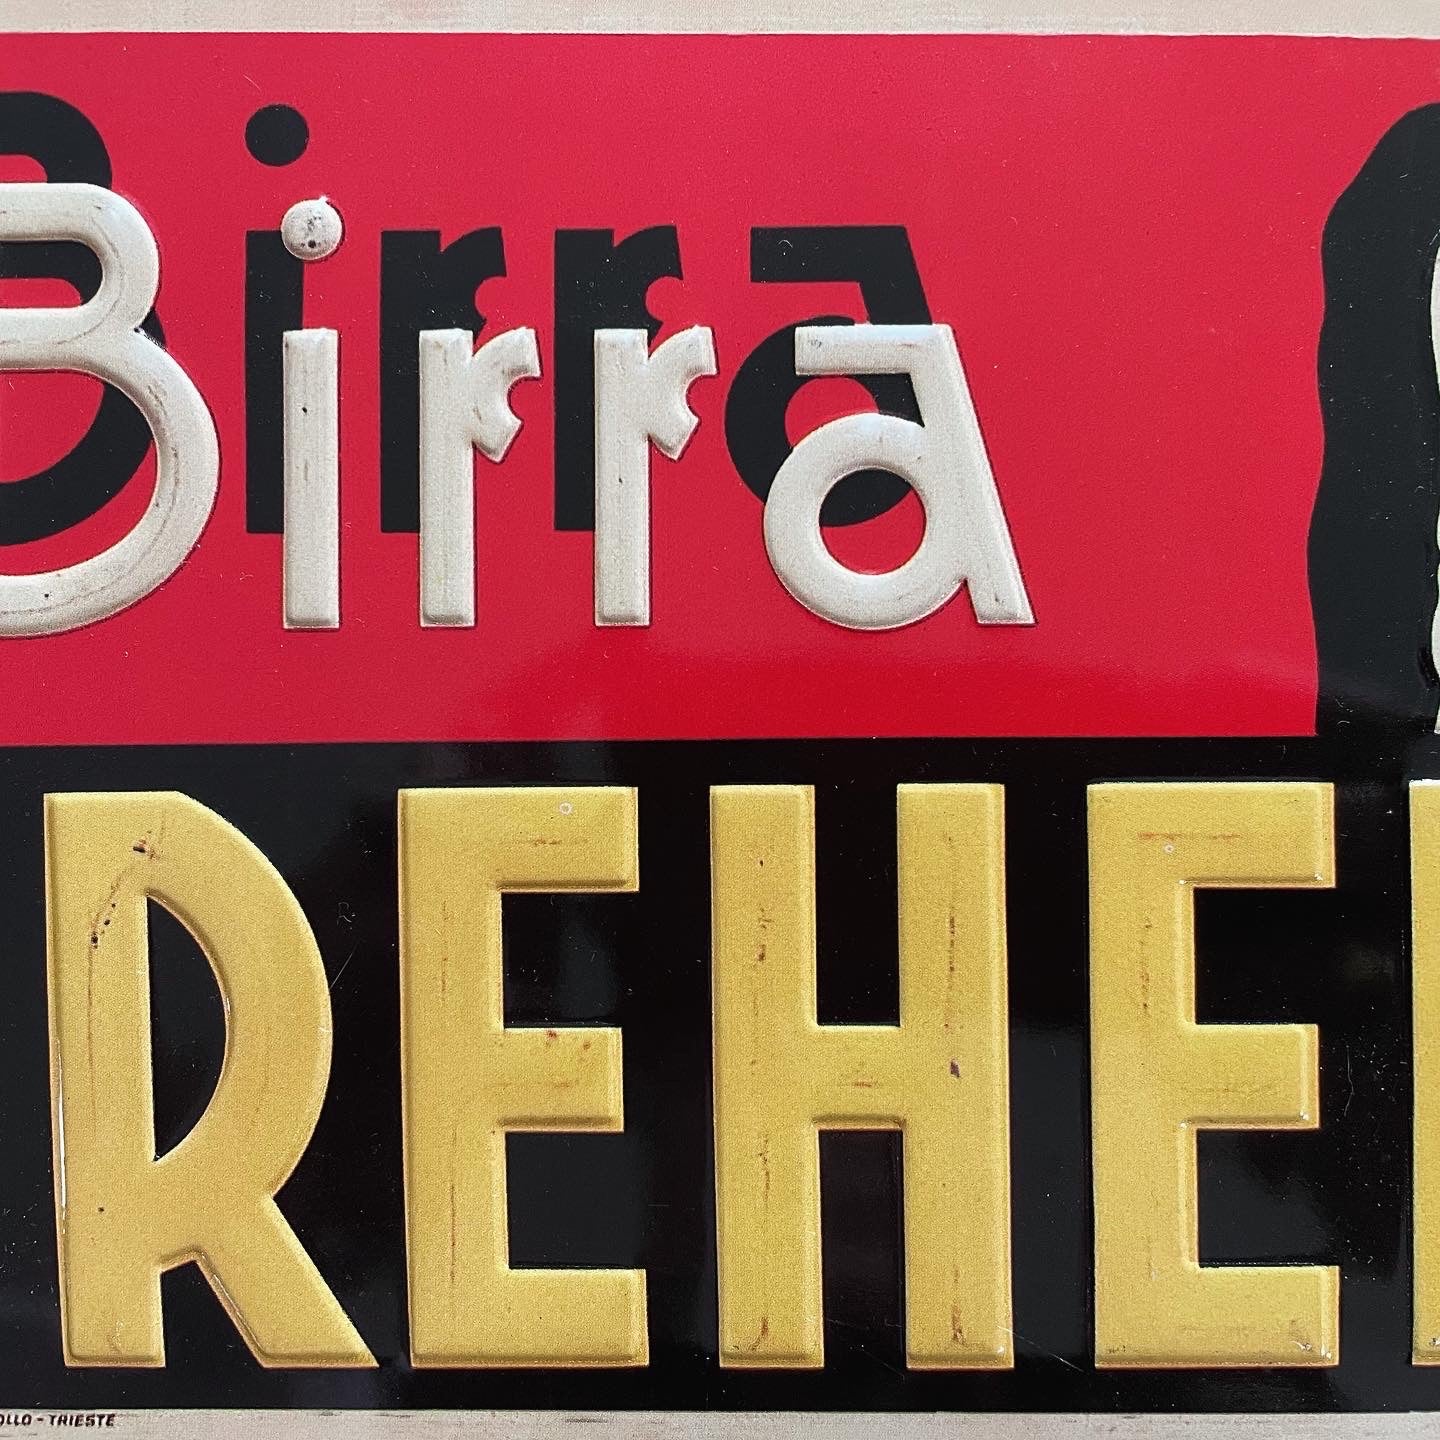 Birra
REHE
OLLO - TRIESTE